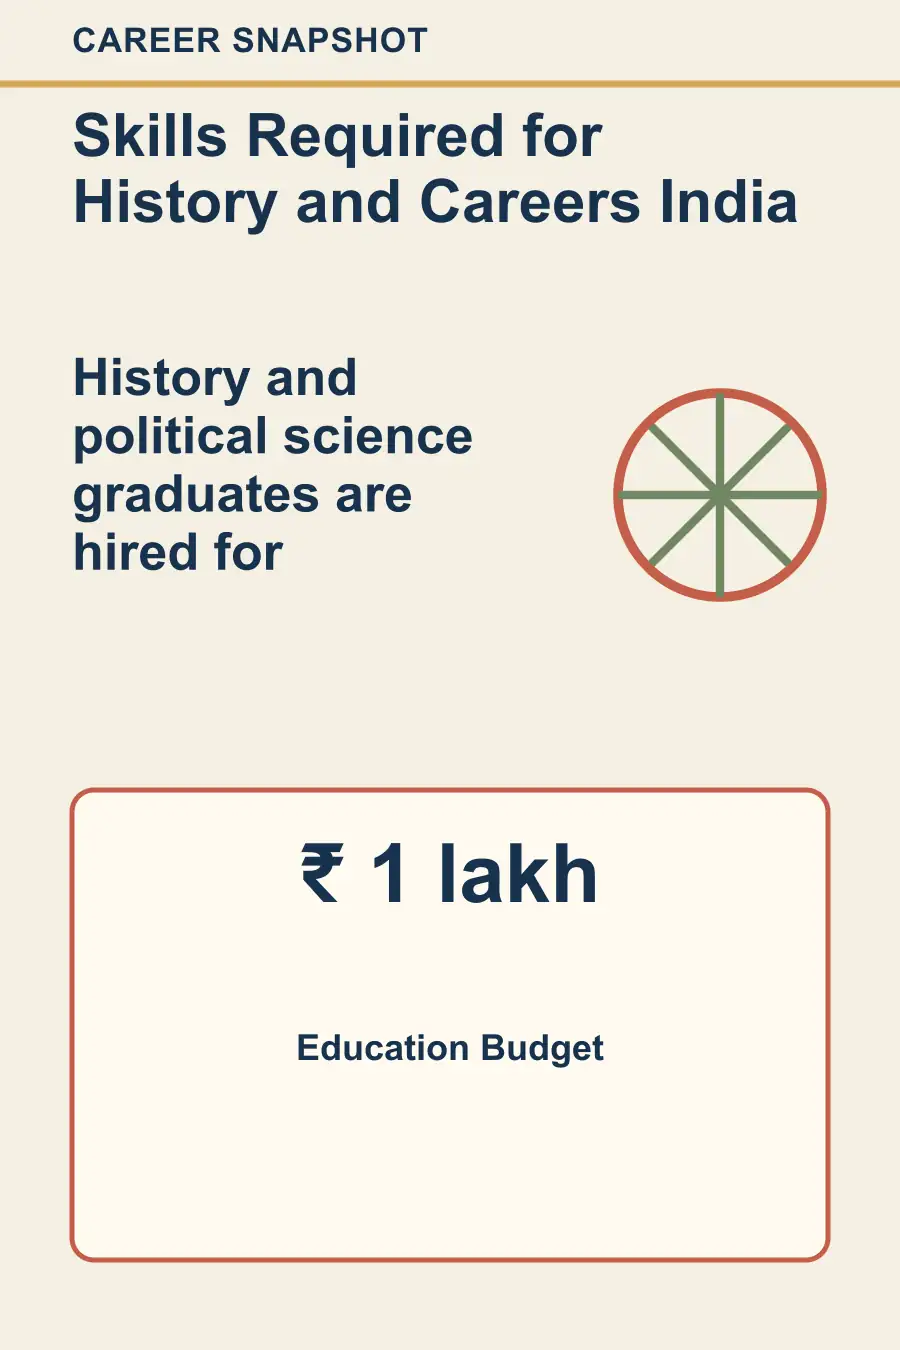 CAREER SNAPSHOT
Skills Required for
History and Careers India
History and
political science
graduates are
hired for
₹ 1 lakh
Education Budget